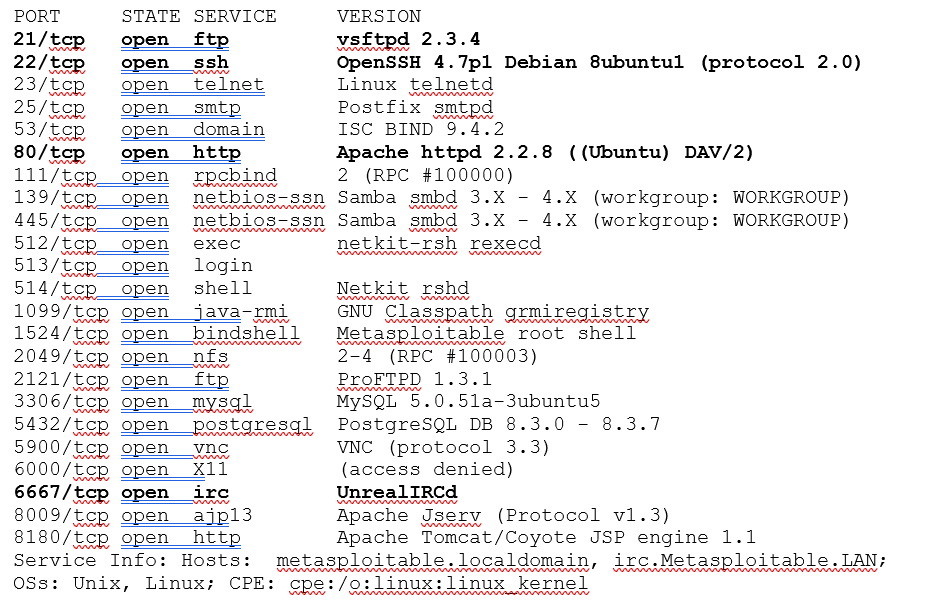 PORT STATE SERVICE VERSION
21/tcp open ftp vsftpd 2.3.4
22/tcp open ssh OpenSSH 4.7p1 Debian 8ubuntu1 (protocol 2.0)
23/tcp open telnet Linux telnetd
25/tcp open smtp Postfix smtpd
53/tcp open domain ISC BIND 9.4.2
80/tcp open http Apache httpd 2.2.8 ((Ubuntu) DAV/2)
111/tcp open rpcbind 2 (RPC #100000)
139/tcp open netbios-ssn Samba smbd 3.X - 4.X (workgroup: WORKGROUP)
445/tcp open netbios-ssn Samba smbd 3.X - 4.X (workgroup: WORKGROUP)
512/tcp open exec netkit-rsh rexecd
513/tcp open login
514/tcp open shell Netkit rshd
1099/tcp open java-rmi GNU Classpath grmiregistry
1524/tcp open bindshell Metasploitable root shell
2049/tcp open nfs 2-4 (RPC #100003)
2121/tcp open ftp ProFTPD 1.3.1
3306/tcp open mysql MySQL 5.0.51a-3ubuntu5
5432/tcp open postgresql PostgreSQL DB 8.3.0 - 8.3.7
5900/tcp open vnc VNC (protocol 3.3)
6000/tcp open X11 (access denied)
6667/tcp open irc UnrealIRCd
8009/tcp open ajp13 Apache Jserv (Protocol v1.3)
8180/tcp open http Apache Tomcat/Coyote JSP engine 1.1
Service Info: Hosts: metasploitable.localdomain, irc.Metasploitable.LAN;
OSs: Unix, Linux; CPE: cpe:/o:linux:linux_kernel